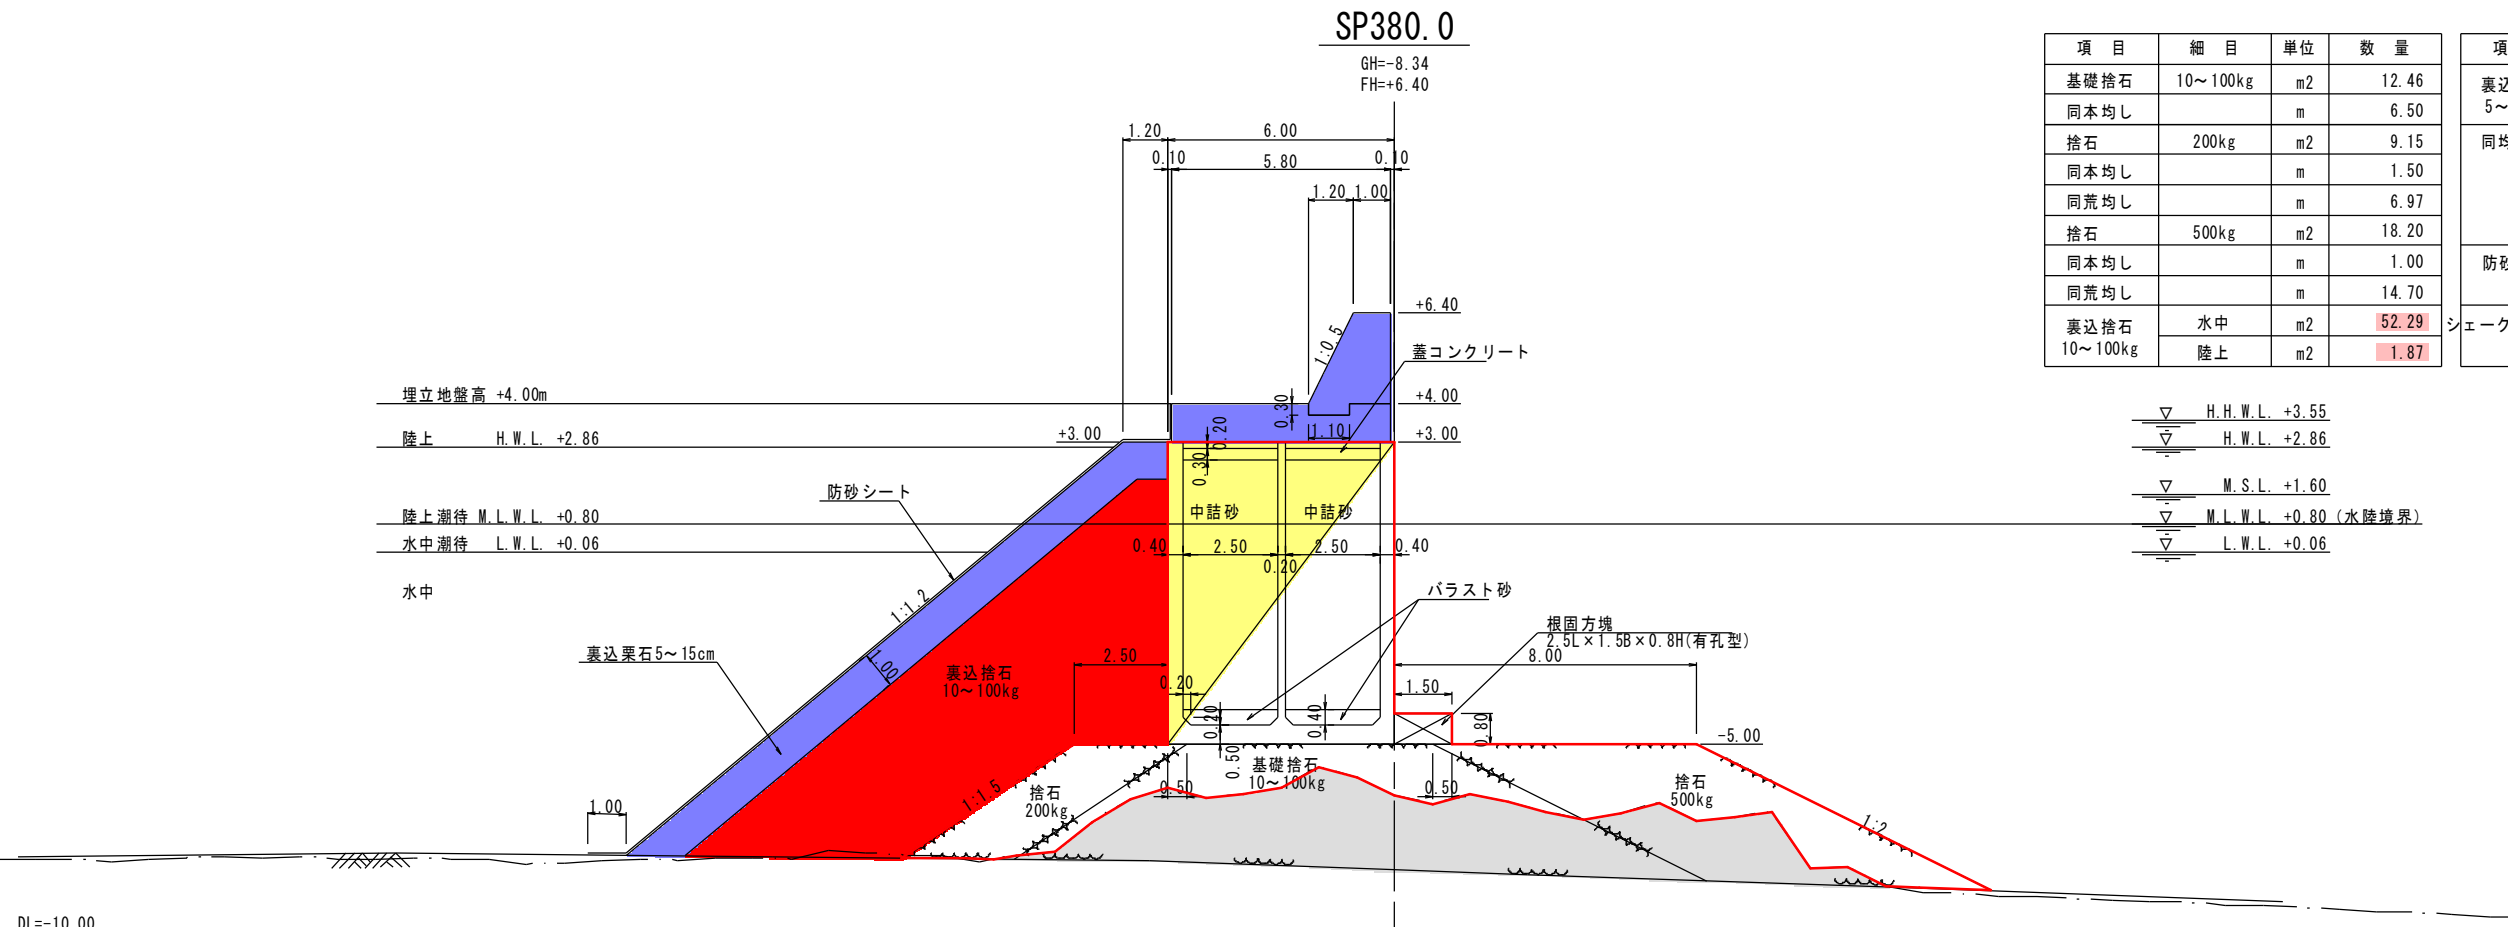 SP380.0
GH=-8.34
FH=+6.40
項 目 細 目 単位 数 量
基礎捨石 10～100kg m2 12.46
同本均し m 6.50
捨石 200kg m2 9.15
同本均し m 1.50
同荒均し m 6.97
捨石 500kg m2 18.20
同本均し m 1.00
同荒均し m 14.70
裏込捨石 10～100kg 水中 m2 52.29
陸上 m2 1.87
項
裏込
5～
同均
防砂
シェーク
1.20 6.00
0.10 5.80 0.10
1.20 1.00
+6.40
1:0.5
蓋コンクリート
埋立地盤高 +4.00m
0.30
+4.00
H.H.W.L. +3.55
陸上 H.W.L. +2.86
+3.00
0.20
1.10
+3.00
H.W.L. +2.86
0.30
防砂シート
M.S.L. +1.60
陸上潮待 M.L.W.L. +0.80
中詰砂 中詰砂
M.L.W.L. +0.80 (水陸境界)
水中潮待 L.W.L. +0.06
0.40 2.50 2.50 0.40
0.20
L.W.L. +0.06
水中
1:1.2
バラスト砂
根固方塊
2.5L×1.5B×0.8H(有孔型)
裏込栗石5～15cm
1.00
裏込捨石
10～100kg
2.50
8.00
0.20
1.50
0.20
0.40
0.80
-5.00
0.50
基礎捨石
10～100kg
1:1.5
捨石
200kg
0.50
0.50
捨石
500kg
1.00
1:2
DL=-10.00